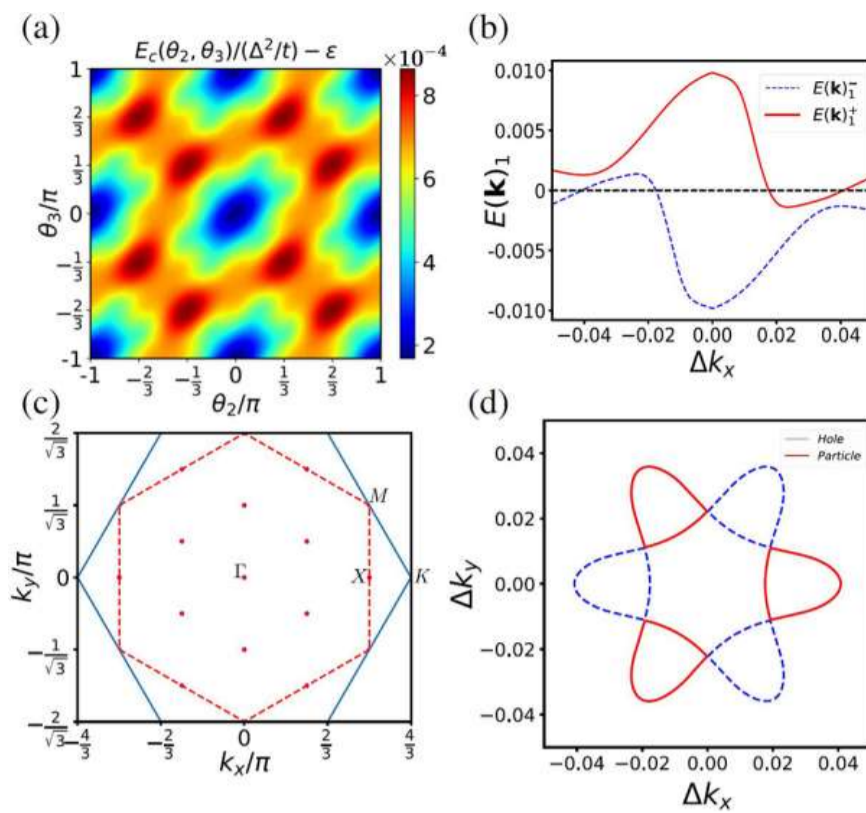 (a)
E_c(θ_2, θ_3)/(Δ²/t) − ε
×10⁻⁴
1
2/3
1/3
0
-1/3
-2/3
-1
θ_3/π
-1
-2/3
-1/3
0
1/3
2/3
1
θ_2/π
8
6
4
2
(b)
0.010
0.005
0
-0.005
-0.010
E(k)_1
E(k)_1^-
E(k)_1^+
-0.04
-0.02
0.00
0.02
0.04
Δk_x
(c)
2/√3
1/√3
0
-1/√3
-2/√3
k_y/π
M
Γ
X
K
-4/3
-2/3
0
2/3
4/3
k_x/π
(d)
Hole
Particle
0.04
0.02
0.00
-0.02
-0.04
Δk_y
-0.04
-0.02
0.00
0.02
0.04
Δk_x